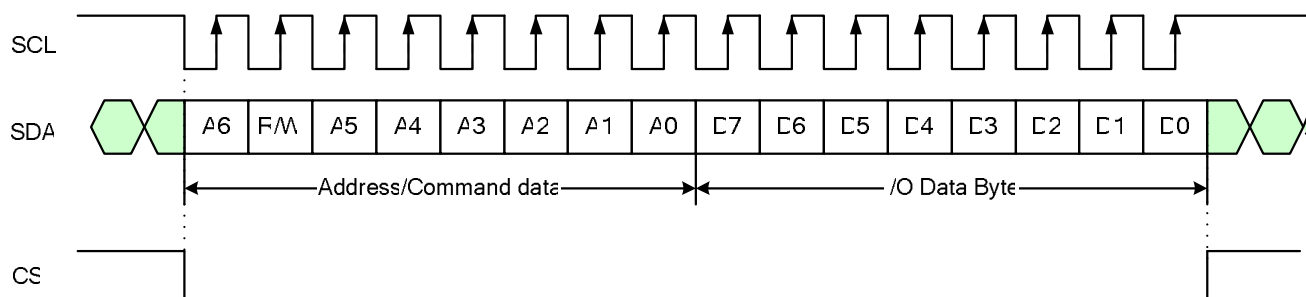 SCL
SDA A6 R/W A5 A4 A3 A2 A1 A0 D7 D6 D5 D4 D3 D2 D1 D0
Address/Command data /O Data Byte
CS